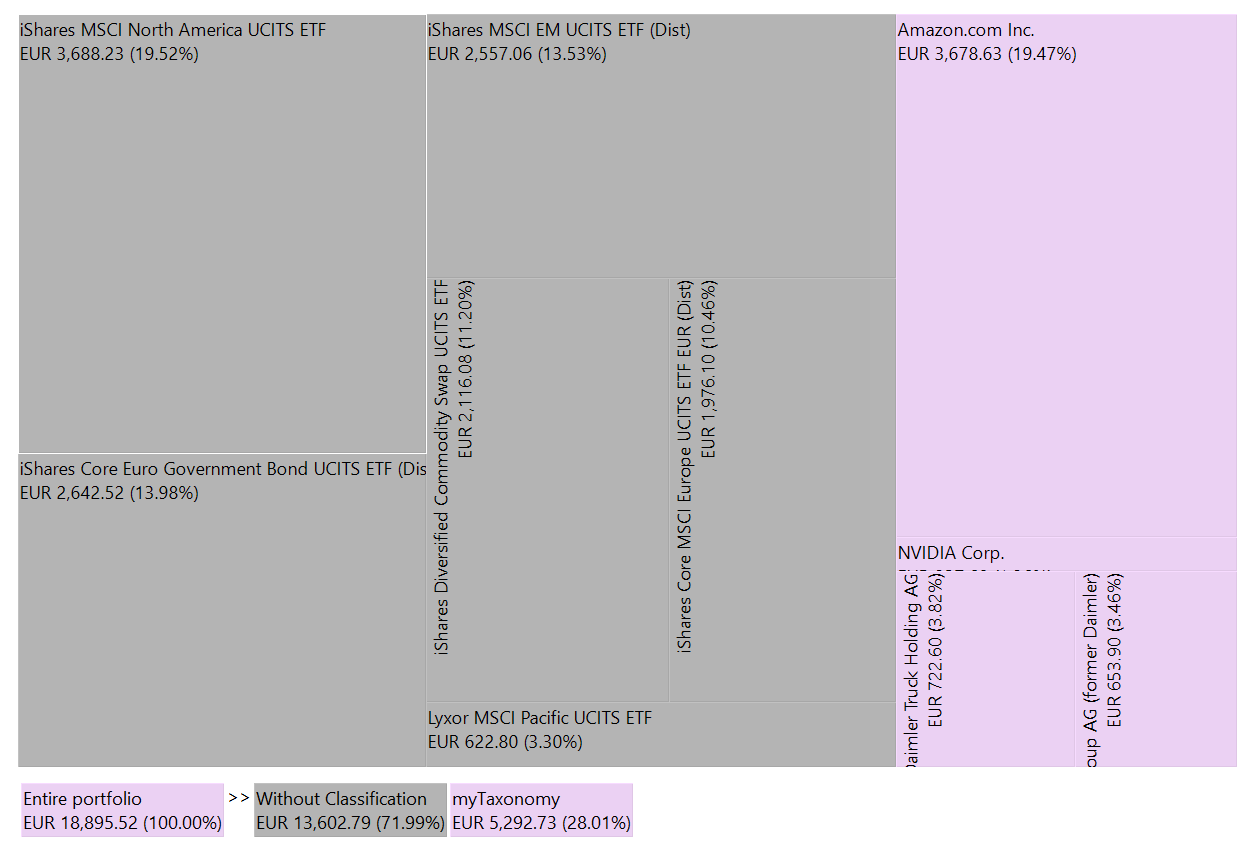 iShares MSCI North America UCITS ETF
EUR 3,688.23 (19.52%)
iShares Core Euro Government Bond UCITS ETF (Dis
EUR 2,642.52 (13.98%)
iShares MSCI EM UCITS ETF (Dist)
EUR 2,557.06 (13.53%)
iShares Diversified Commodity Swap UCITS ETF
EUR 2,116.08 (11.20%)
iShares Core MSCI Europe UCITS ETF EUR (Dist)
EUR 1,976.10 (10.46%)
Lyxor MSCI Pacific UCITS ETF
EUR 622.80 (3.30%)
Amazon.com Inc.
EUR 3,678.63 (19.47%)
NVIDIA Corp.
Truck Holding AG
EUR 722.60 (3.82%)
AG (former Daimler)
EUR 653.90 (3.46%)
Entire portfolio
EUR 18,895.52 (100.00%)
>>
Without Classification
EUR 13,602.79 (71.99%)
myTaxonomy
EUR 5,292.73 (28.01%)